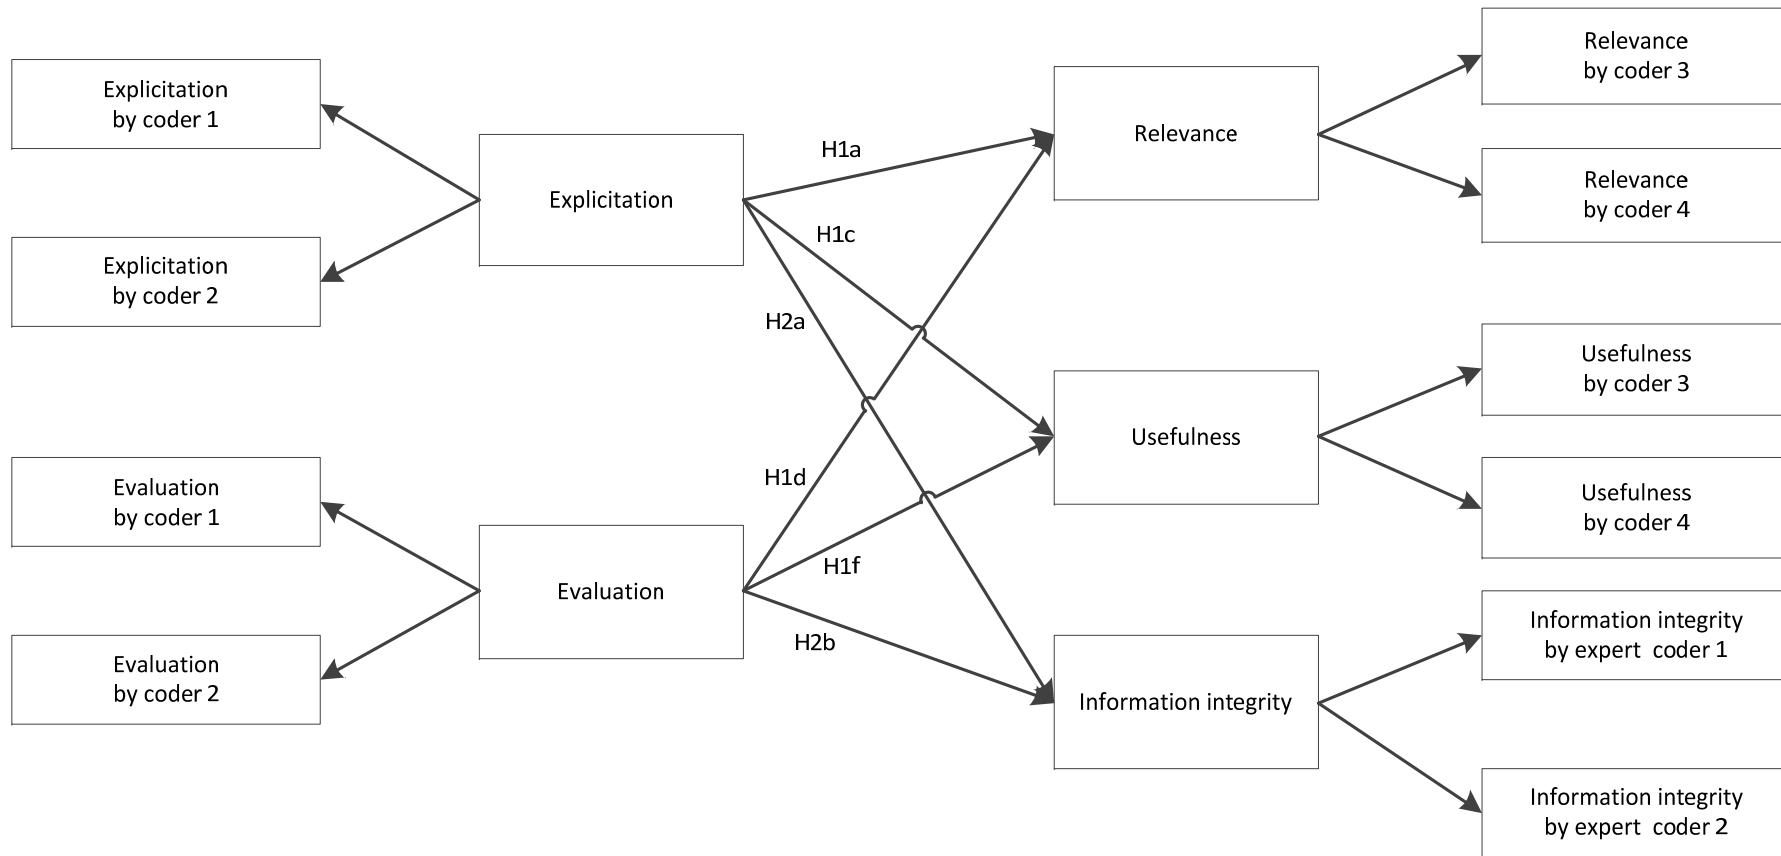 Explicitation
by coder 1
Explicitation
by coder 2
Evaluation
by coder 1
Evaluation
by coder 2
Explicitation
Evaluation
H1a
H1c
H2a
H1d
H1f
H2b
Relevance
Usefulness
Information integrity
Relevance
by coder 3
Relevance
by coder 4
Usefulness
by coder 3
Usefulness
by coder 4
Information integrity
by expert  coder 1
Information integrity
by expert  coder 2